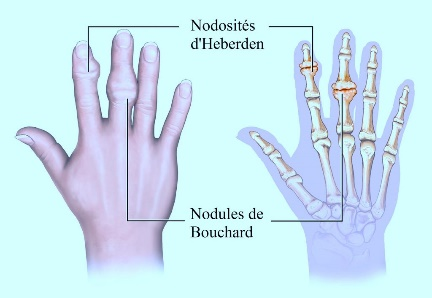 Nodosités
d'Heberden
Nodules de
Bouchard